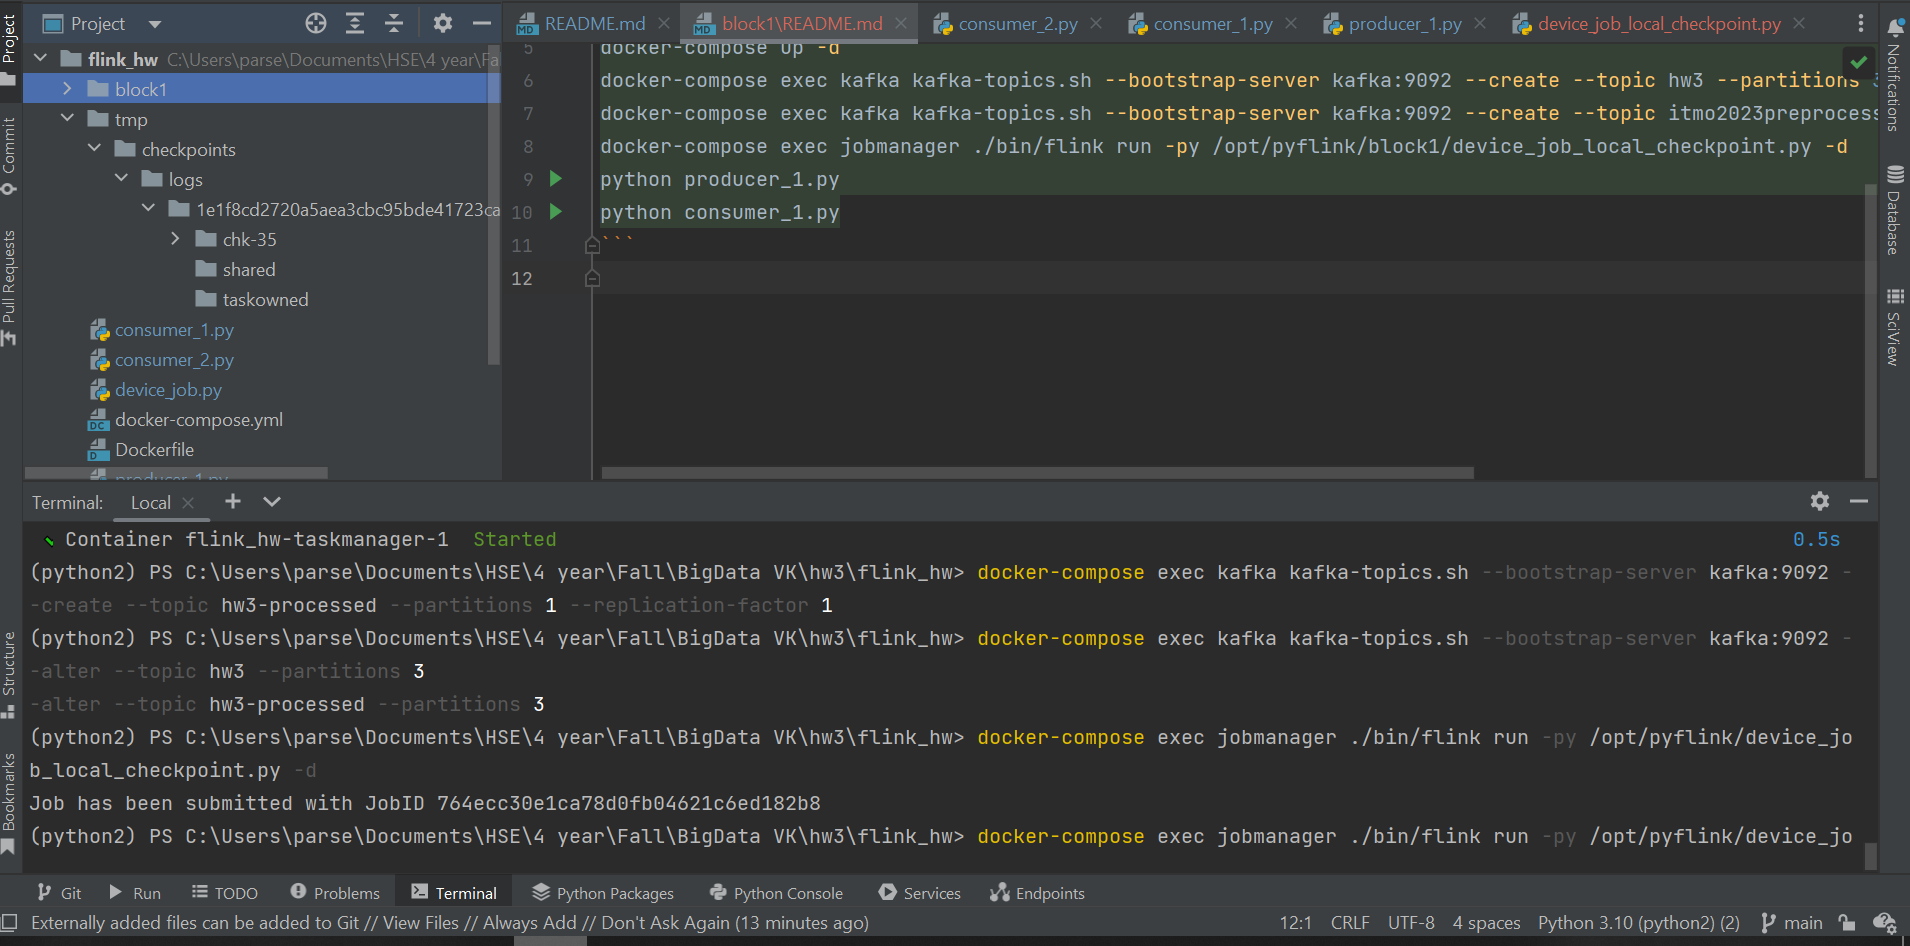 Project
README.md
block1\README.md
consumer_2.py
consumer_1.py
producer_1.py
device_job_local_checkpoint.py
Project
Commit
Pull Requests
Structure
Bookmarks
flink_hw C:\Users\parse\Documents\HSE\4 year\Fa
block1
tmp
checkpoints
logs
1e1f8cd2720a5aea3cbc95bde41723ca
chk-35
shared
taskowned
consumer_1.py
consumer_2.py
device_job.py
docker-compose.yml
Dockerfile
producer_1.py
5 docker-compose up -d
6 docker-compose exec kafka kafka-topics.sh --bootstrap-server kafka:9092 --create --topic hw3 --partitions 3
7 docker-compose exec kafka kafka-topics.sh --bootstrap-server kafka:9092 --create --topic itmo2023preprocess
8 docker-compose exec jobmanager ./bin/flink run -py /opt/pyflink/block1/device_job_local_checkpoint.py -d
9 python producer_1.py
10 python consumer_1.py
11 ```
12
Notifications
Database
SciView
Terminal: Local
Container flink_hw-taskmanager-1 Started 0.5s
(python2) PS C:\Users\parse\Documents\HSE\4 year\Fall\BigData VK\hw3\flink_hw> docker-compose exec kafka kafka-topics.sh --bootstrap-server kafka:9092 -
-create --topic hw3-processed --partitions 1 --replication-factor 1
(python2) PS C:\Users\parse\Documents\HSE\4 year\Fall\BigData VK\hw3\flink_hw> docker-compose exec kafka kafka-topics.sh --bootstrap-server kafka:9092 -
-alter --topic hw3 --partitions 3
-alter --topic hw3-processed --partitions 3
(python2) PS C:\Users\parse\Documents\HSE\4 year\Fall\BigData VK\hw3\flink_hw> docker-compose exec jobmanager ./bin/flink run -py /opt/pyflink/device_jo
b_local_checkpoint.py -d
Job has been submitted with JobID 764ecc30e1ca78d0fb04621c6ed182b8
(python2) PS C:\Users\parse\Documents\HSE\4 year\Fall\BigData VK\hw3\flink_hw> docker-compose exec jobmanager ./bin/flink run -py /opt/pyflink/device_jo
Git Run TODO Problems Terminal Python Packages Python Console Services Endpoints
Externally added files can be added to Git // View Files // Always Add // Don't Ask Again (13 minutes ago) 12:1 CRLF UTF-8 4 spaces Python 3.10 (python2) (2) main